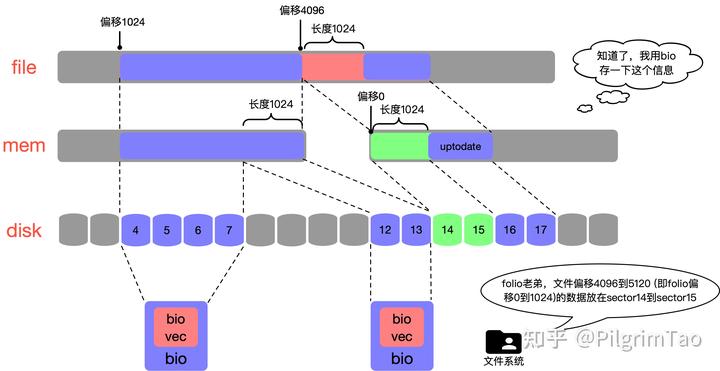 偏移1024
偏移4096
长度1024
file
知道了，我用bio
存一下这个信息
长度1024
偏移0
长度1024
mem
uptodate
disk
4
5
6
7
12
13
14
15
16
17
folio老弟，文件偏移4096到5120 (即folio偏
移0到1024)的数据放在sector14到sector15
bio
vec
bio
bio
vec
bio
文件系统
知乎 @PilgrimTao